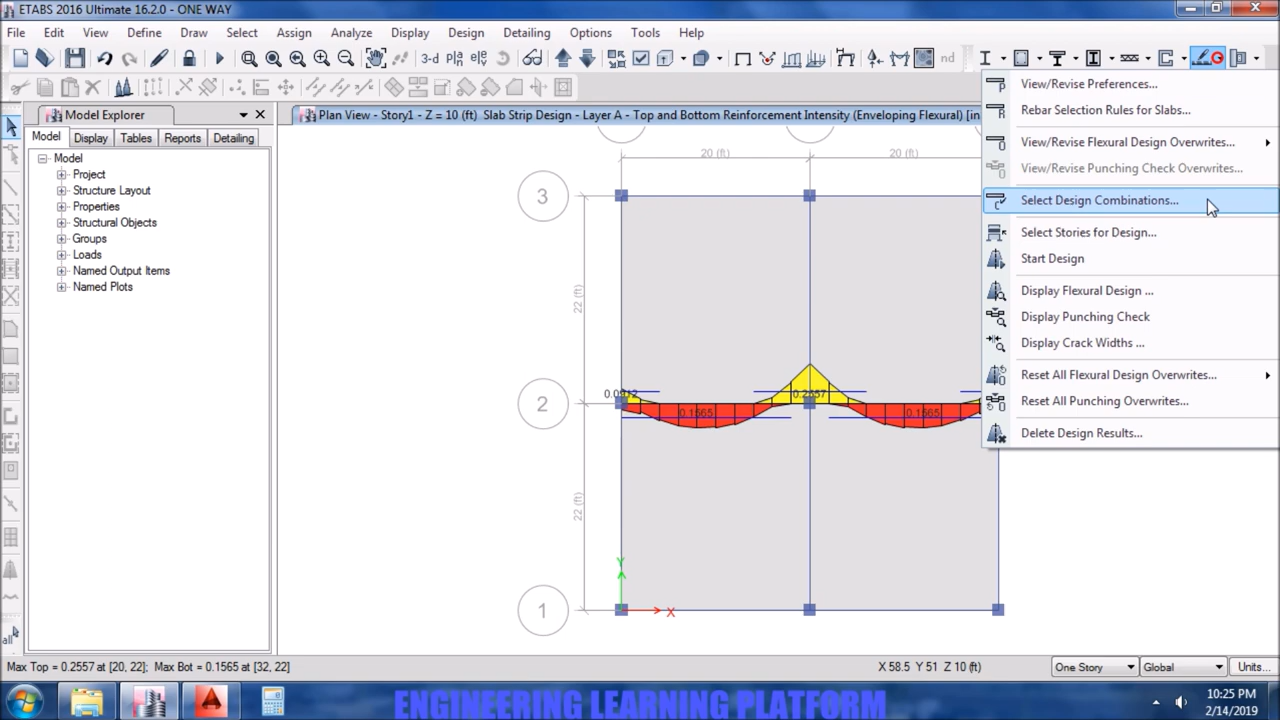 ETABS 2016 Ultimate 16.2.0 - ONE WAY
File Edit View Define Draw Select Assign Analyze Display Design Detailing Options Tools Help
3-d
nd
Model Explorer
Model Display Tables Reports Detailing
Model
Project
Structure Layout
Properties
Structural Objects
Groups
Loads
Named Output Items
Named Plots
Plan View - Story1 - Z = 10 (ft) Slab Strip Design - Layer A - Top and Bottom Reinforcement Intensity (Enveloping Flexural) [in
20 (ft) 20 (ft)
3
22 (ft)
2
0.1565 0.1565
22 (ft)
Y
1
X
View/Revise Preferences...
Rebar Selection Rules for Slabs...
View/Revise Flexural Design Overwrites...
View/Revise Punching Check Overwrites...
Select Design Combinations...
Select Stories for Design...
Start Design
Display Flexural Design ...
Display Punching Check
Display Crack Widths ...
Reset All Flexural Design Overwrites...
Reset All Punching Overwrites...
Delete Design Results...
all
Max Top = 0.2557 at [20, 22]; Max Bot = 0.1565 at [32, 22]
X 58.5 Y 51 Z 10 (ft)
One Story Global Units...
ENGINEERING LEARNING PLATFORM
10:25 PM
2/14/2019